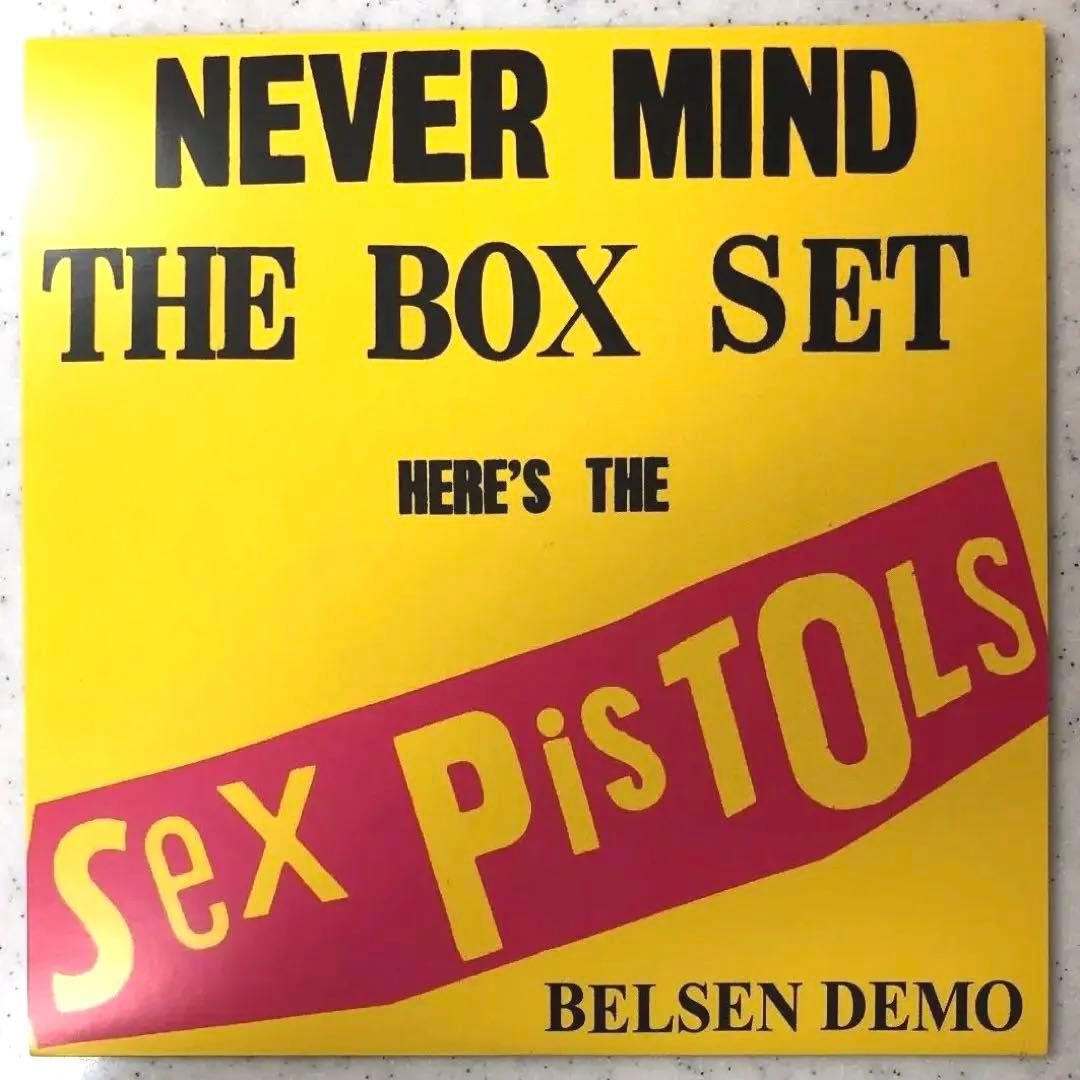 NEVER MIND
THE BOX SET
HERE'S THE
Sex PisTOLS
BELSEN DEMO